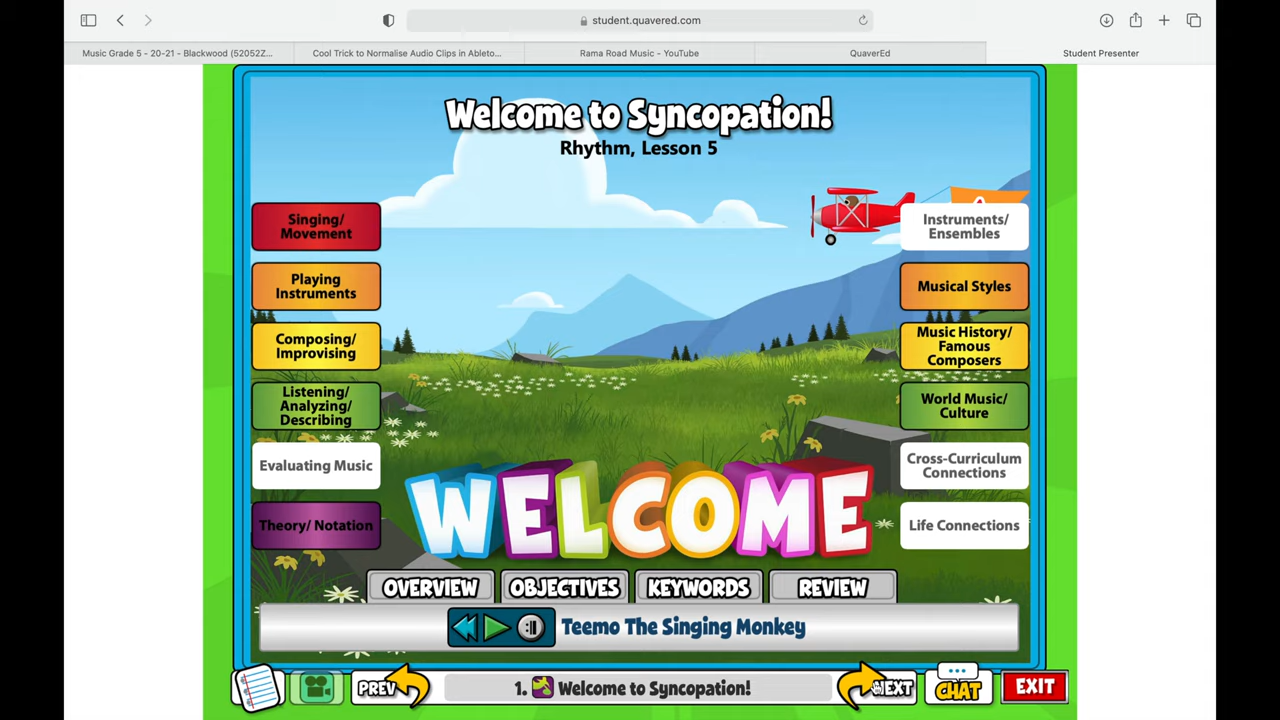 student.quavered.com
Music Grade 5 - 20-21 - Blackwood (52052Z...
Cool Trick to Normalise Audio Clips in Ableto...
Rama Road Music - YouTube
QuaverEd
Student Presenter
Welcome to Syncopation!
Rhythm, Lesson 5
Singing/
Movement
Playing
Instruments
Composing/
Improvising
Listening/
Analyzing/
Describing
Evaluating Music
Theory/ Notation
Instruments/
Ensembles
Musical Styles
Music History/
Famous
Composers
World Music/
Culture
Cross-Curriculum
Connections
Life Connections
WELCOME
OVERVIEW
OBJECTIVES
KEYWORDS
REVIEW
Teemo The Singing Monkey
PREV
1. Welcome to Syncopation!
NEXT
CHAT
EXIT